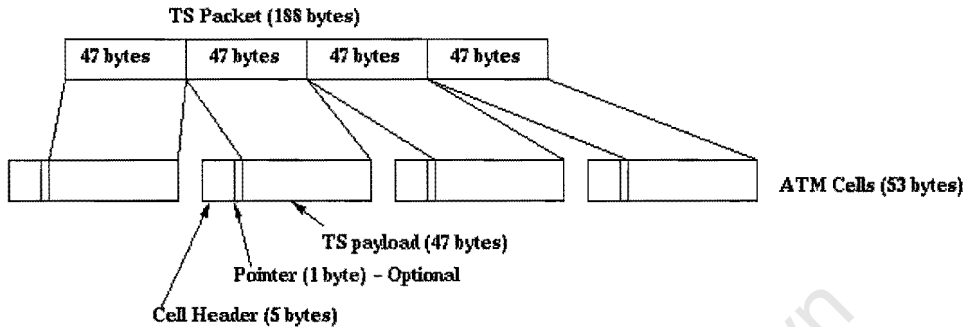 TS Packet (188 bytes)
47 bytes 47 bytes 47 bytes 47 bytes
ATM Cells (53 bytes)
TS payload (47 bytes)
Pointer (1 byte) - Optional
Cell Header (5 bytes)